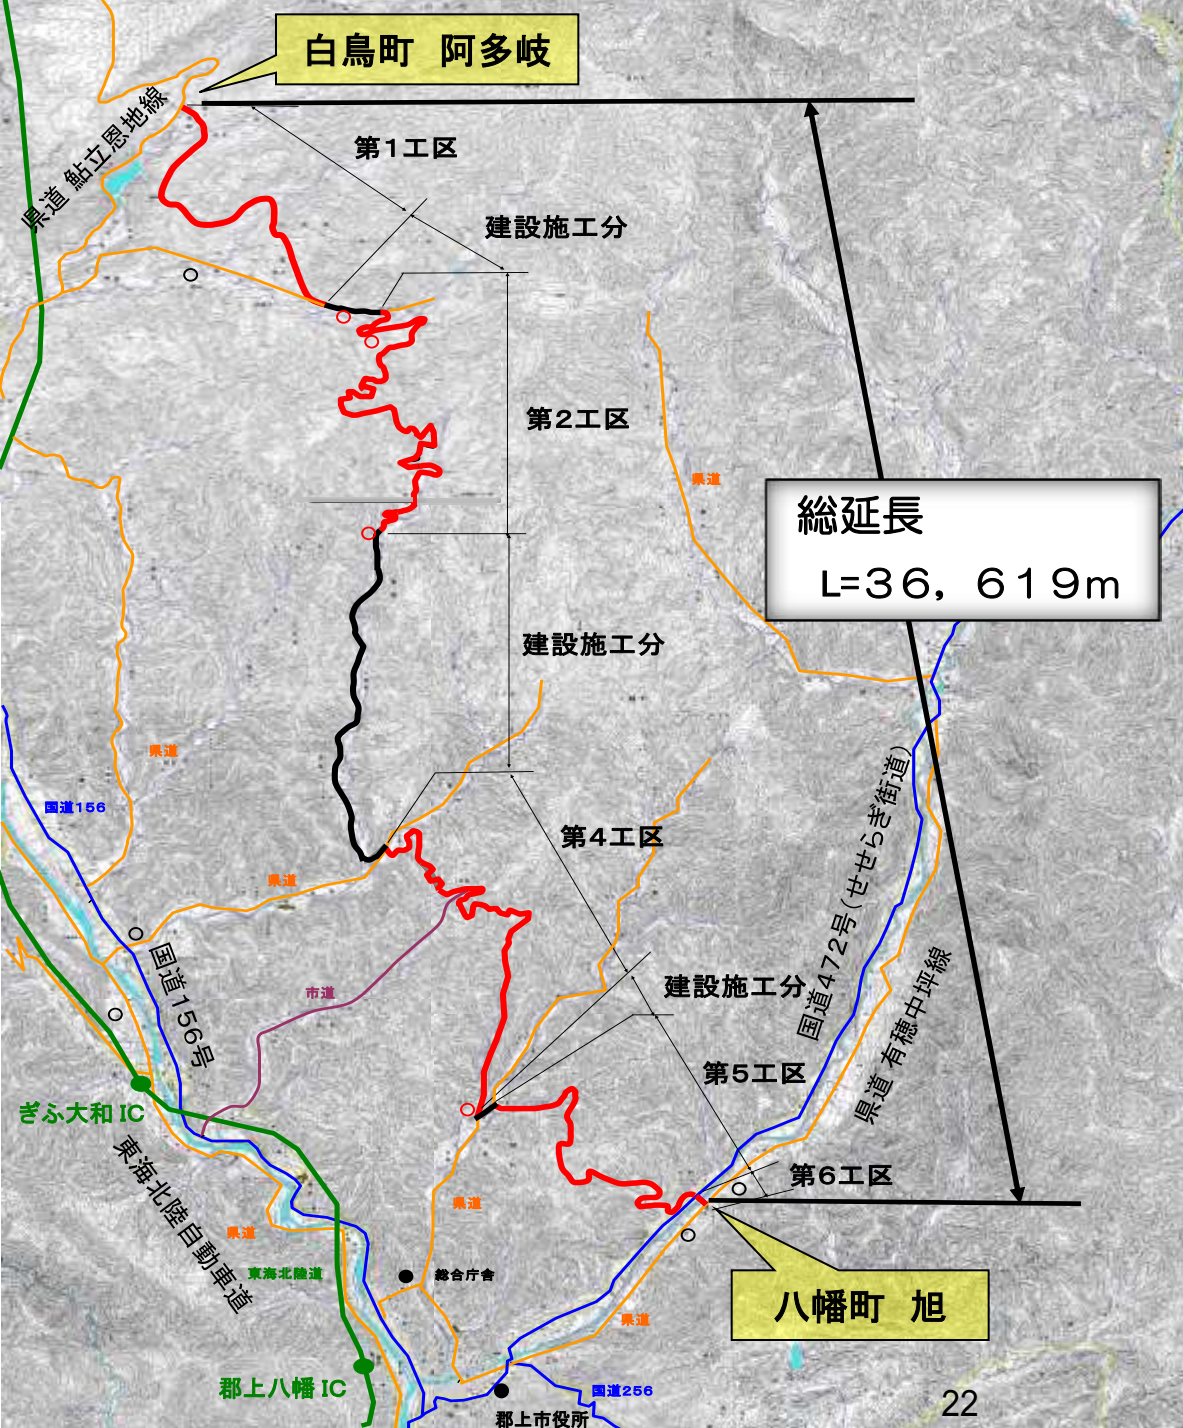 白鳥町　阿多岐
県道 鮎立恩地線
第1工区
建設施工分
第2工区
県道
総延長
L=36，619m
建設施工分
県道
国道156
第4工区
県道
国道472号(せせらぎ街道)
国道156号
県道 有穂中坪線
市道
建設施工分
第5工区
ぎふ大和 IC
東海北陸自動車道
第6工区
県道
県道
東海北陸道
総合庁舎
八幡町　旭
県道
郡上八幡 IC
国道256
郡上市役所
22